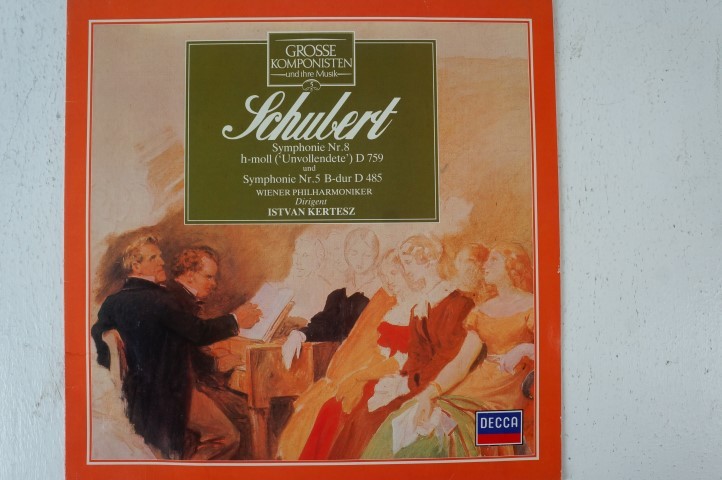 GROSSE
KOMPONISTEN
und ihre Musik
5
Schubert
Symphonie Nr.8
h-moll ('Unvollendete') D 759
und
Symphonie Nr.5 B-dur D 485
WIENER PHILHARMONIKER
Dirigent
ISTVAN KERTESZ
DECCA